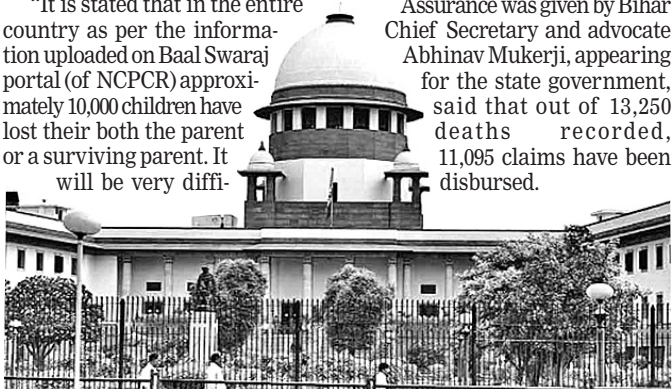 “It is stated that in the entire
country as per the informa-
tion uploaded on Baal Swaraj
portal (of NCPCR) approxi-
mately 10,000 children have
lost their both the parent
or a surviving parent. It
will be very diffi-
Assurance was given by Bihar
Chief Secretary and advocate
Abhinav Mukerji, appearing
for the state government,
said that out of 13,250
deaths recorded,
11,095 claims have been
disbursed.